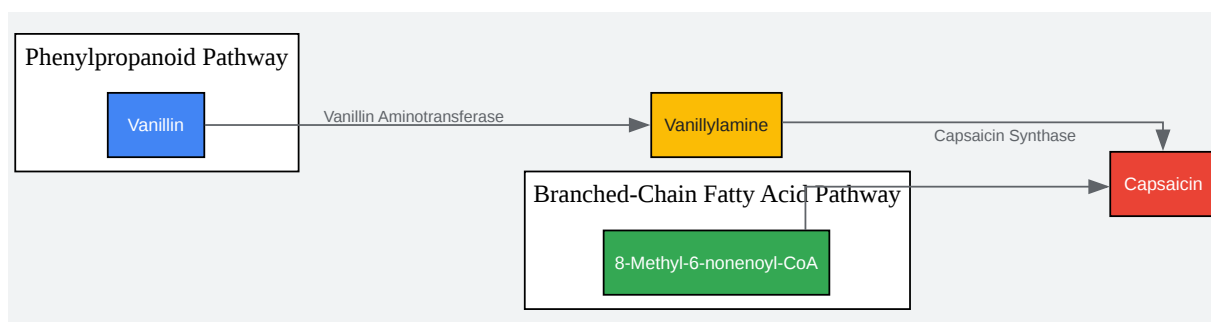 Phenylpropanoid Pathway
Vanillin
Vanillin Aminotransferase
Vanillylamine
Capsaicin Synthase
Capsaicin
Branched-Chain Fatty Acid Pathway
8-Methyl-6-nonenoyl-CoA